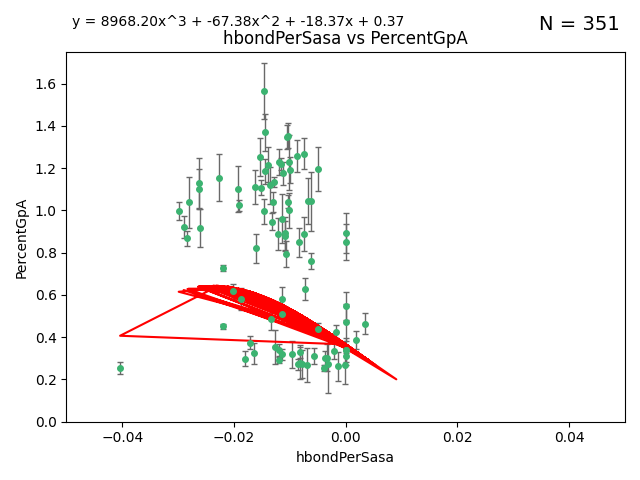 y = 8968.20x^3 + -67.38x^2 + -18.37x + 0.37
N = 351
hbondPerSasa vs PercentGpA
PercentGpA
1.6
1.4
1.2
1.0
0.8
0.6
0.4
0.2
0.0
−0.04 −0.02 0.00 0.02 0.04
hbondPerSasa